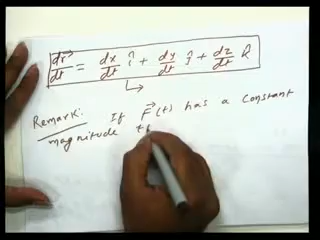 dr⃗/dt = dx/dt î + dy/dt ĵ + dz/dt k̂
Remark: If F⃗(t) has a constant
magnitude